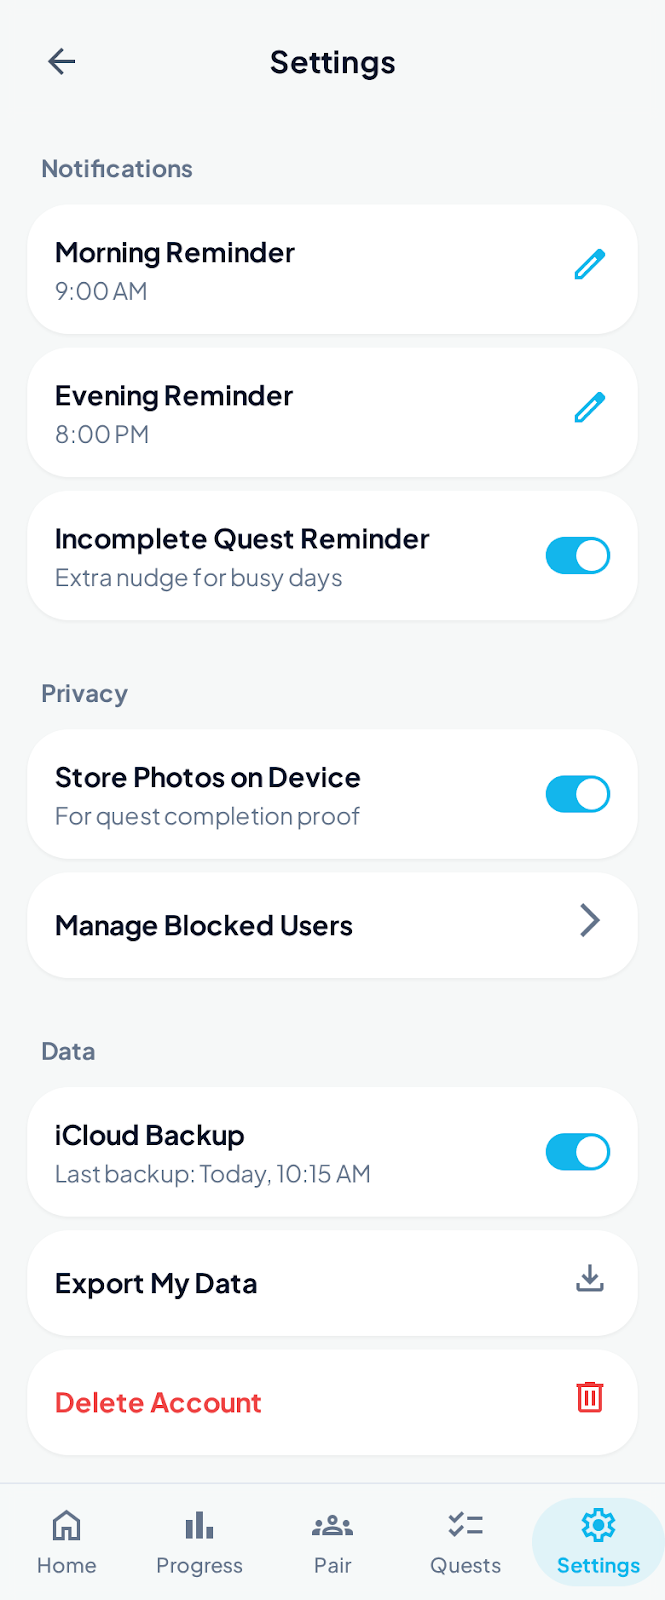 Settings
Notifications
Morning Reminder
9:00 AM
Evening Reminder
8:00 PM
Incomplete Quest Reminder
Extra nudge for busy days
Privacy
Store Photos on Device
For quest completion proof
Manage Blocked Users
Data
iCloud Backup
Last backup: Today, 10:15 AM
Export My Data
Delete Account
Home Progress Pair Quests Settings